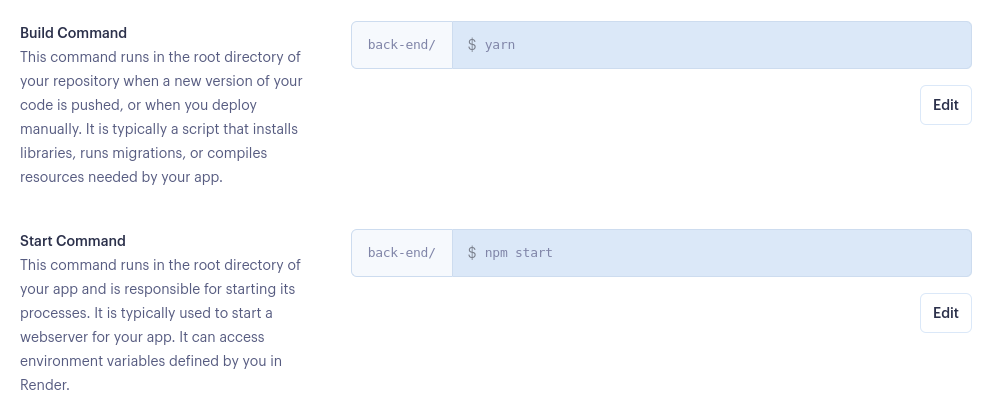 Build Command
This command runs in the root directory of
your repository when a new version of your
code is pushed, or when you deploy
manually. It is typically a script that installs
libraries, runs migrations, or compiles
resources needed by your app.
back-end/ $ yarn
Edit
Start Command
This command runs in the root directory of
your app and is responsible for starting its
processes. It is typically used to start a
webserver for your app. It can access
environment variables defined by you in
Render.
back-end/ $ npm start
Edit